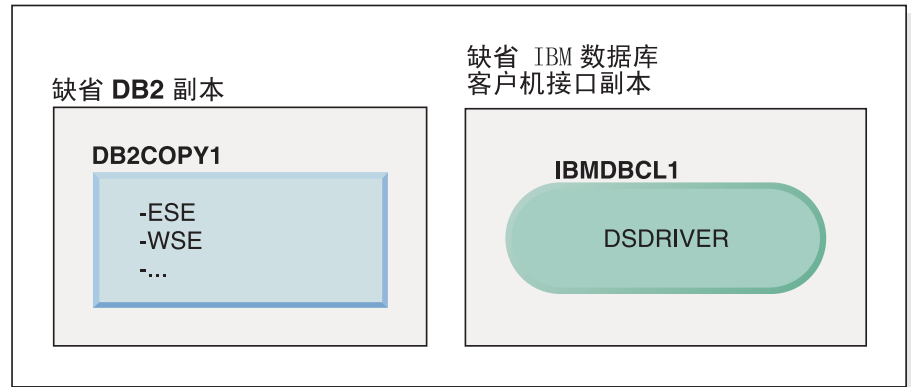 缺省 DB2 副本
DB2COPY1
-ESE
-WSE
-...
缺省 IBM 数据库
客户机接口副本
IBMDBCL1
DSDRIVER